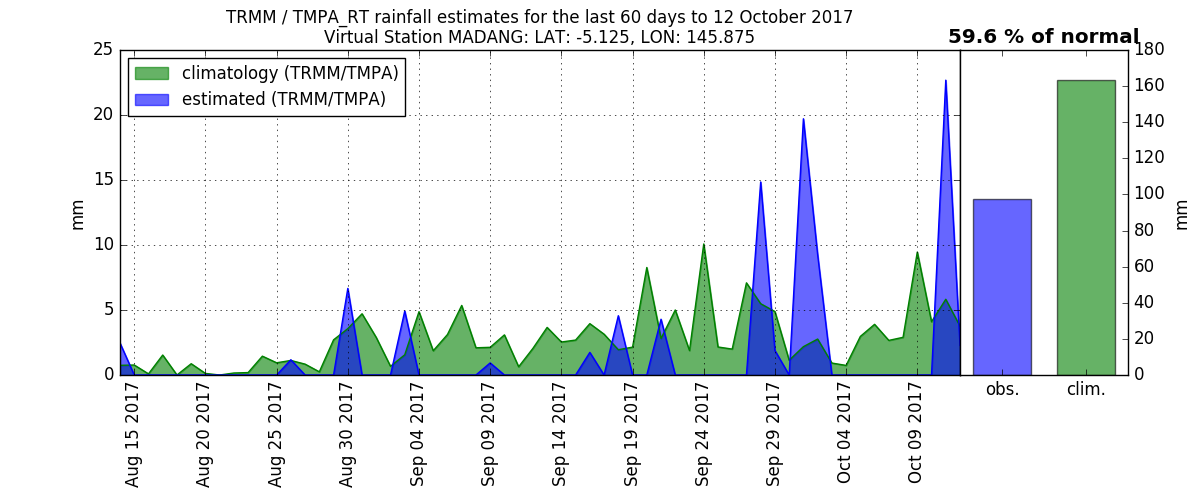 TRMM / TMPA_RT rainfall estimates for the last 60 days to 12 October 2017
Virtual Station MADANG: LAT: -5.125, LON: 145.875
59.6 % of normal
climatology (TRMM/TMPA)
estimated (TRMM/TMPA)
mm
25
20
15
10
5
0
Aug 15 2017
Aug 20 2017
Aug 25 2017
Aug 30 2017
Sep 04 2017
Sep 09 2017
Sep 14 2017
Sep 19 2017
Sep 24 2017
Sep 29 2017
Oct 04 2017
Oct 09 2017
180
160
140
120
100
80
60
40
20
0
mm
obs.
clim.